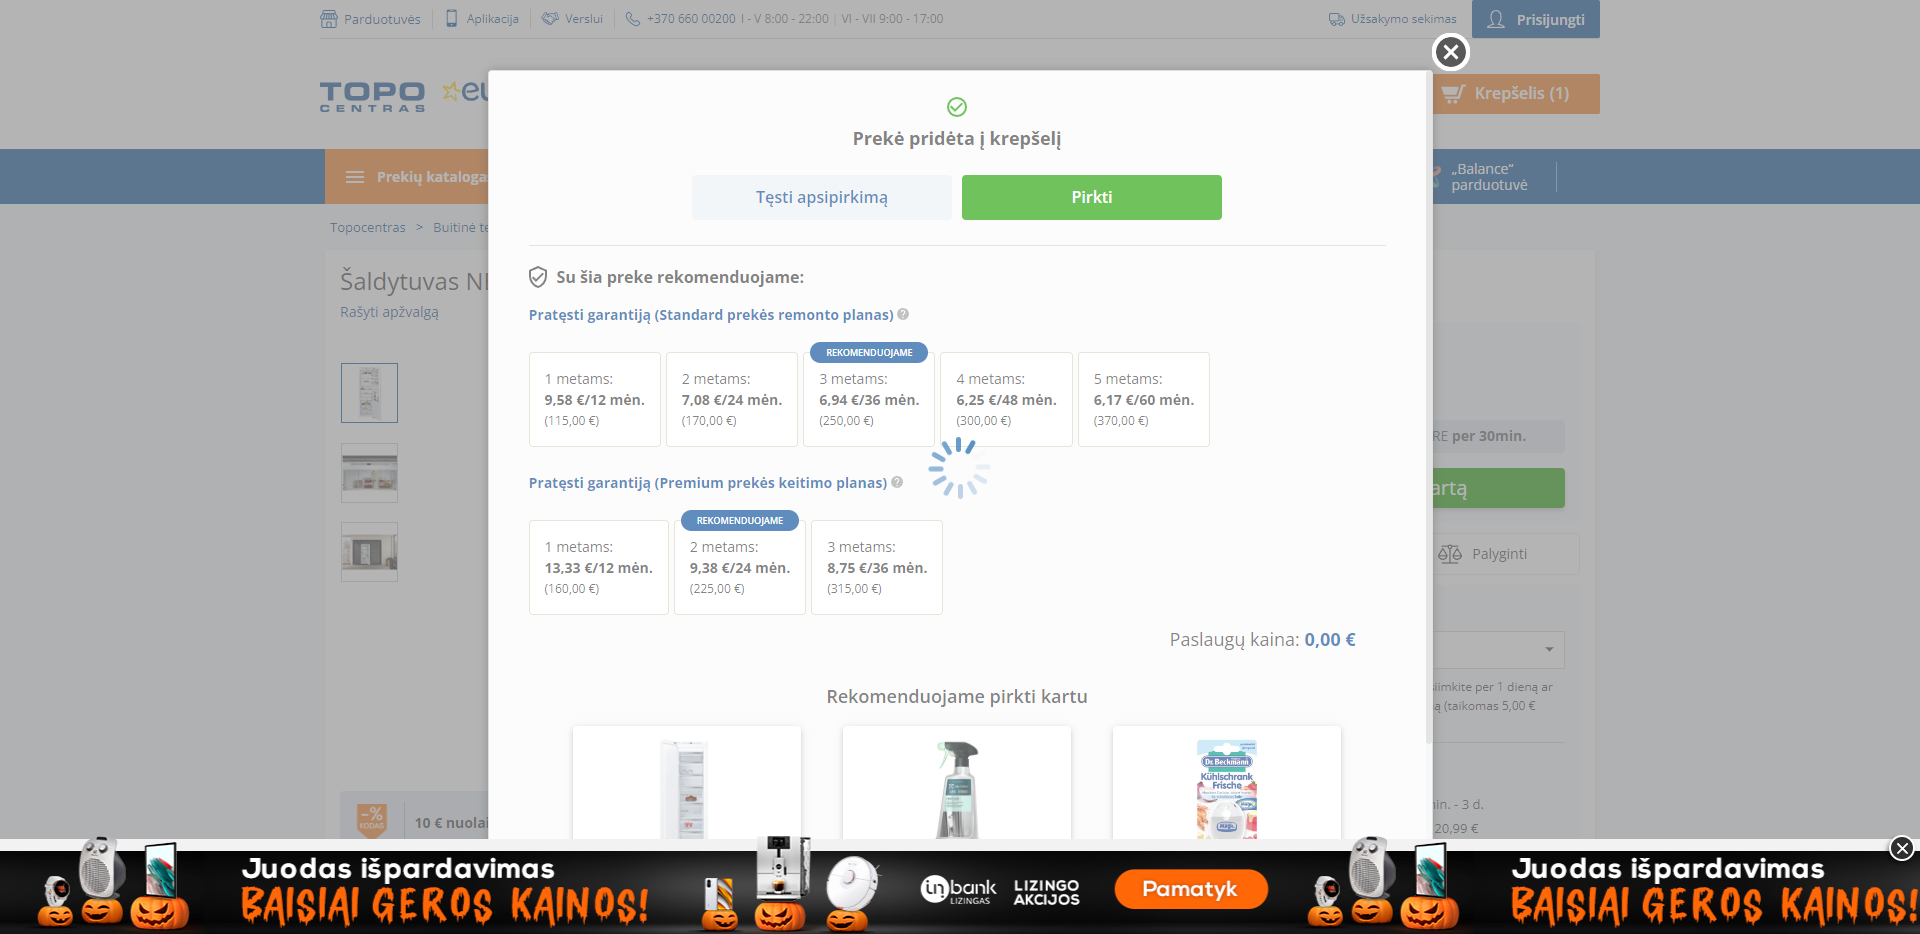 Parduotuvės
Aplikacija
Verslui
+370 660 00200 I - V 8:00 - 22:00 | VI - VII 9:00 - 17:00
Užsakymo sekimas
Prisijungti
TOPO
CENTRAS
Krepšelis (1)
Prekių kataloga
„Balance“
parduotuvė
Topocentras > Buitinė te
Šaldytuvas
Rašyti apžvalgą
Prekė pridėta į krepšelį
Tęsti apsipirkimą
Pirkti
Su šia preke rekomenduojame:
Pratęsti garantiją (Standard prekės remonto planas)
REKOMENDUOJAME
1 metams:
9,58 €/12 mėn.
(115,00 €)
2 metams:
7,08 €/24 mėn.
(170,00 €)
3 metams:
6,94 €/36 mėn.
(250,00 €)
4 metams:
6,25 €/48 mėn.
(300,00 €)
5 metams:
6,17 €/60 mėn.
(370,00 €)
Pratęsti garantiją (Premium prekės keitimo planas)
REKOMENDUOJAME
1 metams:
13,33 €/12 mėn.
(160,00 €)
2 metams:
9,38 €/24 mėn.
(225,00 €)
3 metams:
8,75 €/36 mėn.
(315,00 €)
Paslaugų kaina: 0,00 €
Rekomenduojame pirkti kartu
RE per 30min.
artą
Palyginti
siimkite per 1 dieną ar
ą (taikomas 5,00 €
in. - 3 d.
20,99 €
-%
KODAS
10 € nuolai
Dr. Beckmann
Kühlschrank
Frische
Juodas išpardavimas
BAISIAI GEROS KAINOS!
inbank
LIZINGAS
LIZINGO
AKCIJOS
Pamatyk
Juodas išpardavimas
BAISIAI GEROS KAINOS!